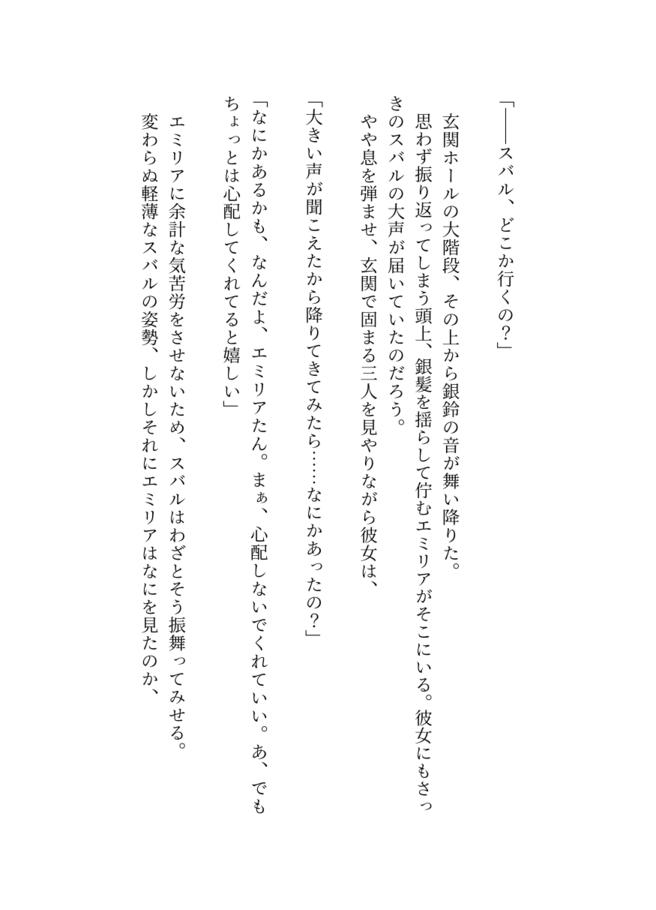 「――スバル、どこか行くの？」
玄関ホールの大階段、その上から銀鈴の音が舞い降りた。
思わず振り返ってしまう頭上、銀髪を揺らして佇むエミリアがそこにいる。彼女にもさっ
きのスバルの大声が届いていたのだろう。
やや息を弾ませ、玄関で固まる三人を見やりながら彼女は、
「大きい声が聞こえたから降りてきてみたら……なにかあったの？」
「なにかあるかも、なんだよ、エミリアたん。まぁ、心配しないでくれていい。あ、でも
ちょっとは心配してくれてると嬉しい」
エミリアに余計な気苦労をさせないため、スバルはわざとそう振舞ってみせる。
変わらぬ軽薄なスバルの姿勢、しかしそれにエミリアはなにを見たのか、